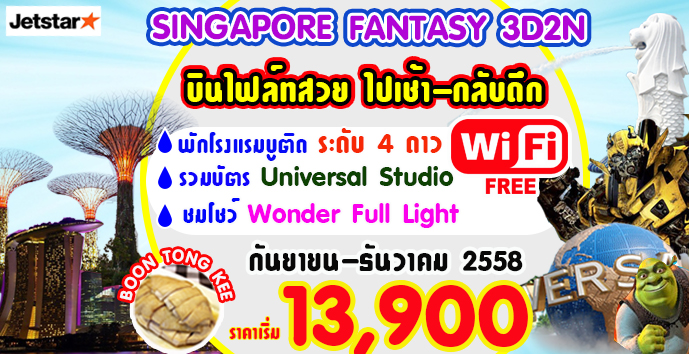 Jetstar
SINGAPORE FANTASY 3D2N
บินไฟล์ทสวย ไปเช้า-กลับดึก
พักโรงแรมบูติด ระดับ 4 ดาว
WiFi
FREE
รวมบัตร Universal Studio
ชมโชว์ Wonder Full Light
กันยายน-ธันวาคม 2558
BOON TONG KEE
ราคาเริ่ม 13,900
VERS